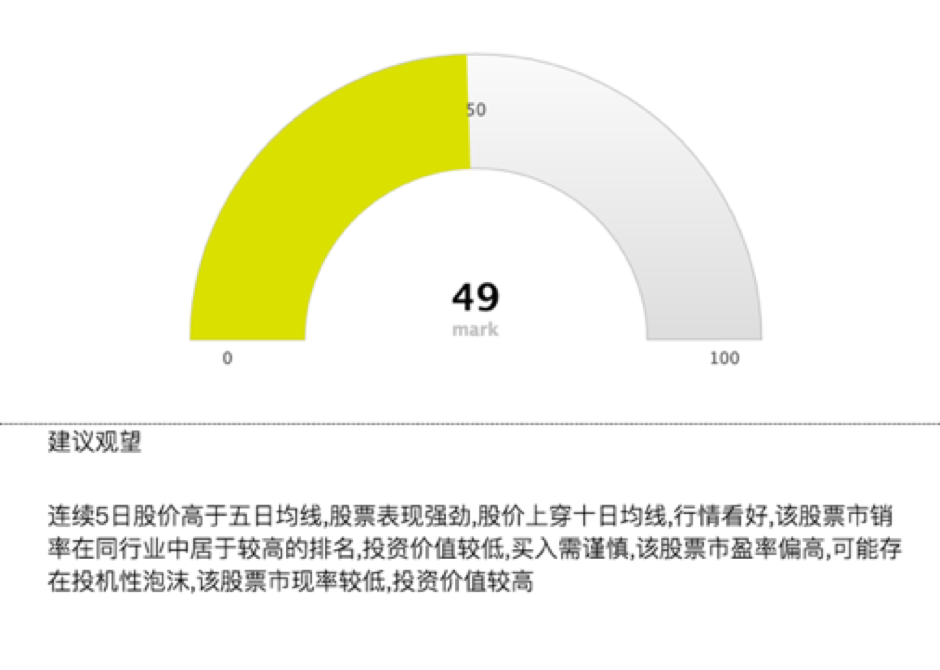 50
49
mark
0
100
建议观望
连续5日股价高于五日均线,股票表现强劲,股价上穿十日均线,行情看好,该股票市销
率在同行业中居于较高的排名,投资价值较低,买入需谨慎,该股票市盈率偏高,可能存
在投机性泡沫,该股票市现率较低,投资价值较高